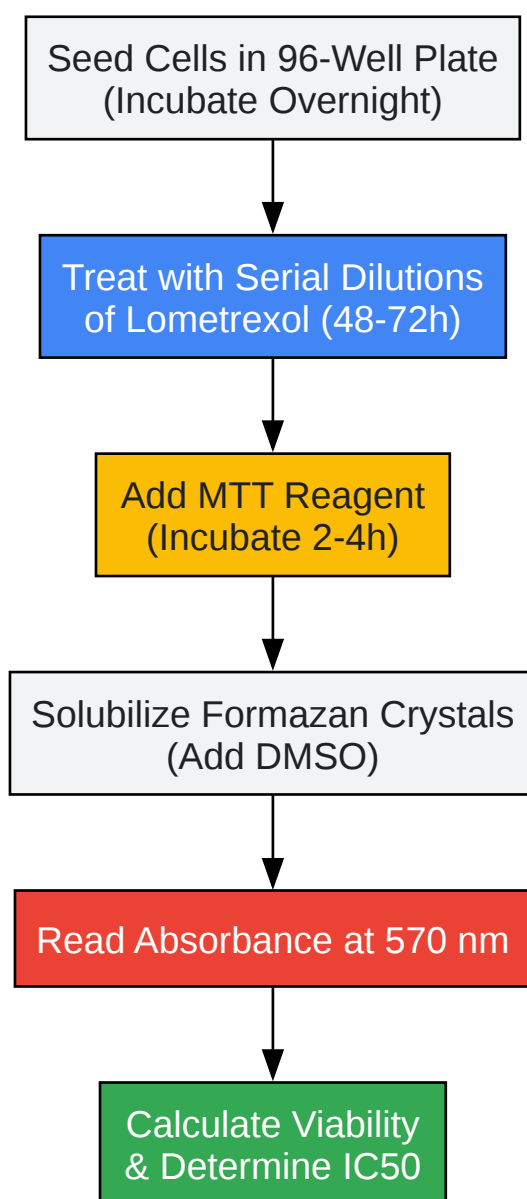 Seed Cells in 96-Well Plate
(Incubate Overnight)
Treat with Serial Dilutions
of Lometrexol (48-72h)
Add MTT Reagent
(Incubate 2-4h)
Solubilize Formazan Crystals
(Add DMSO)
Read Absorbance at 570 nm
Calculate Viability
& Determine IC50